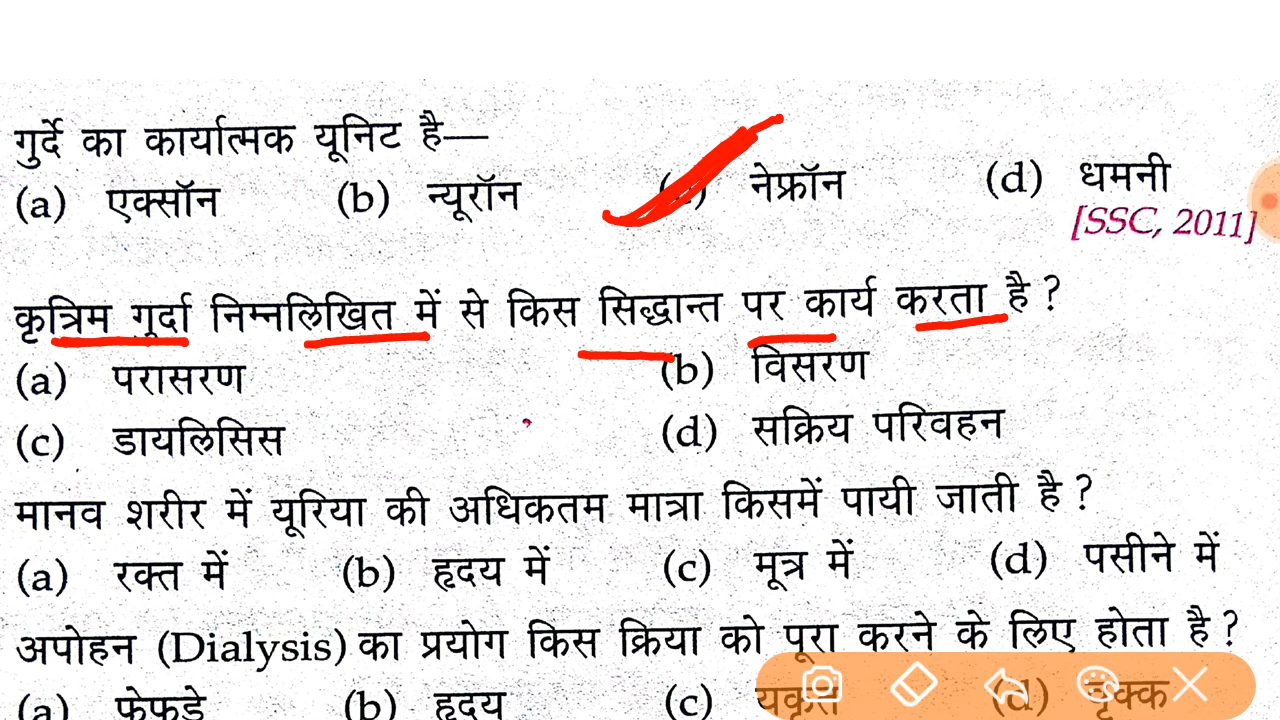 गुर्दे का कार्यात्मक यूनिट है—
(a) एक्सॉन (b) न्यूरॉन नेफ्रॉन (d) धमनी
[SSC, 2011]
कृत्रिम गुर्दा निम्नलिखित में से किस सिद्धान्त पर कार्य करता है ?
(a) परासरण (b) विसरण
(c) डायलिसिस (d) सक्रिय परिवहन
मानव शरीर में यूरिया की अधिकतम मात्रा किसमें पायी जाती है ?
(a) रक्त में (b) हृदय में (c) मूत्र में (d) पसीने में
अपोहन (Dialysis) का प्रयोग किस क्रिया को पूरा करने के लिए होता है ?
(a) फेफड़े (b) हृदय (c) यकृत (d) वृक्क